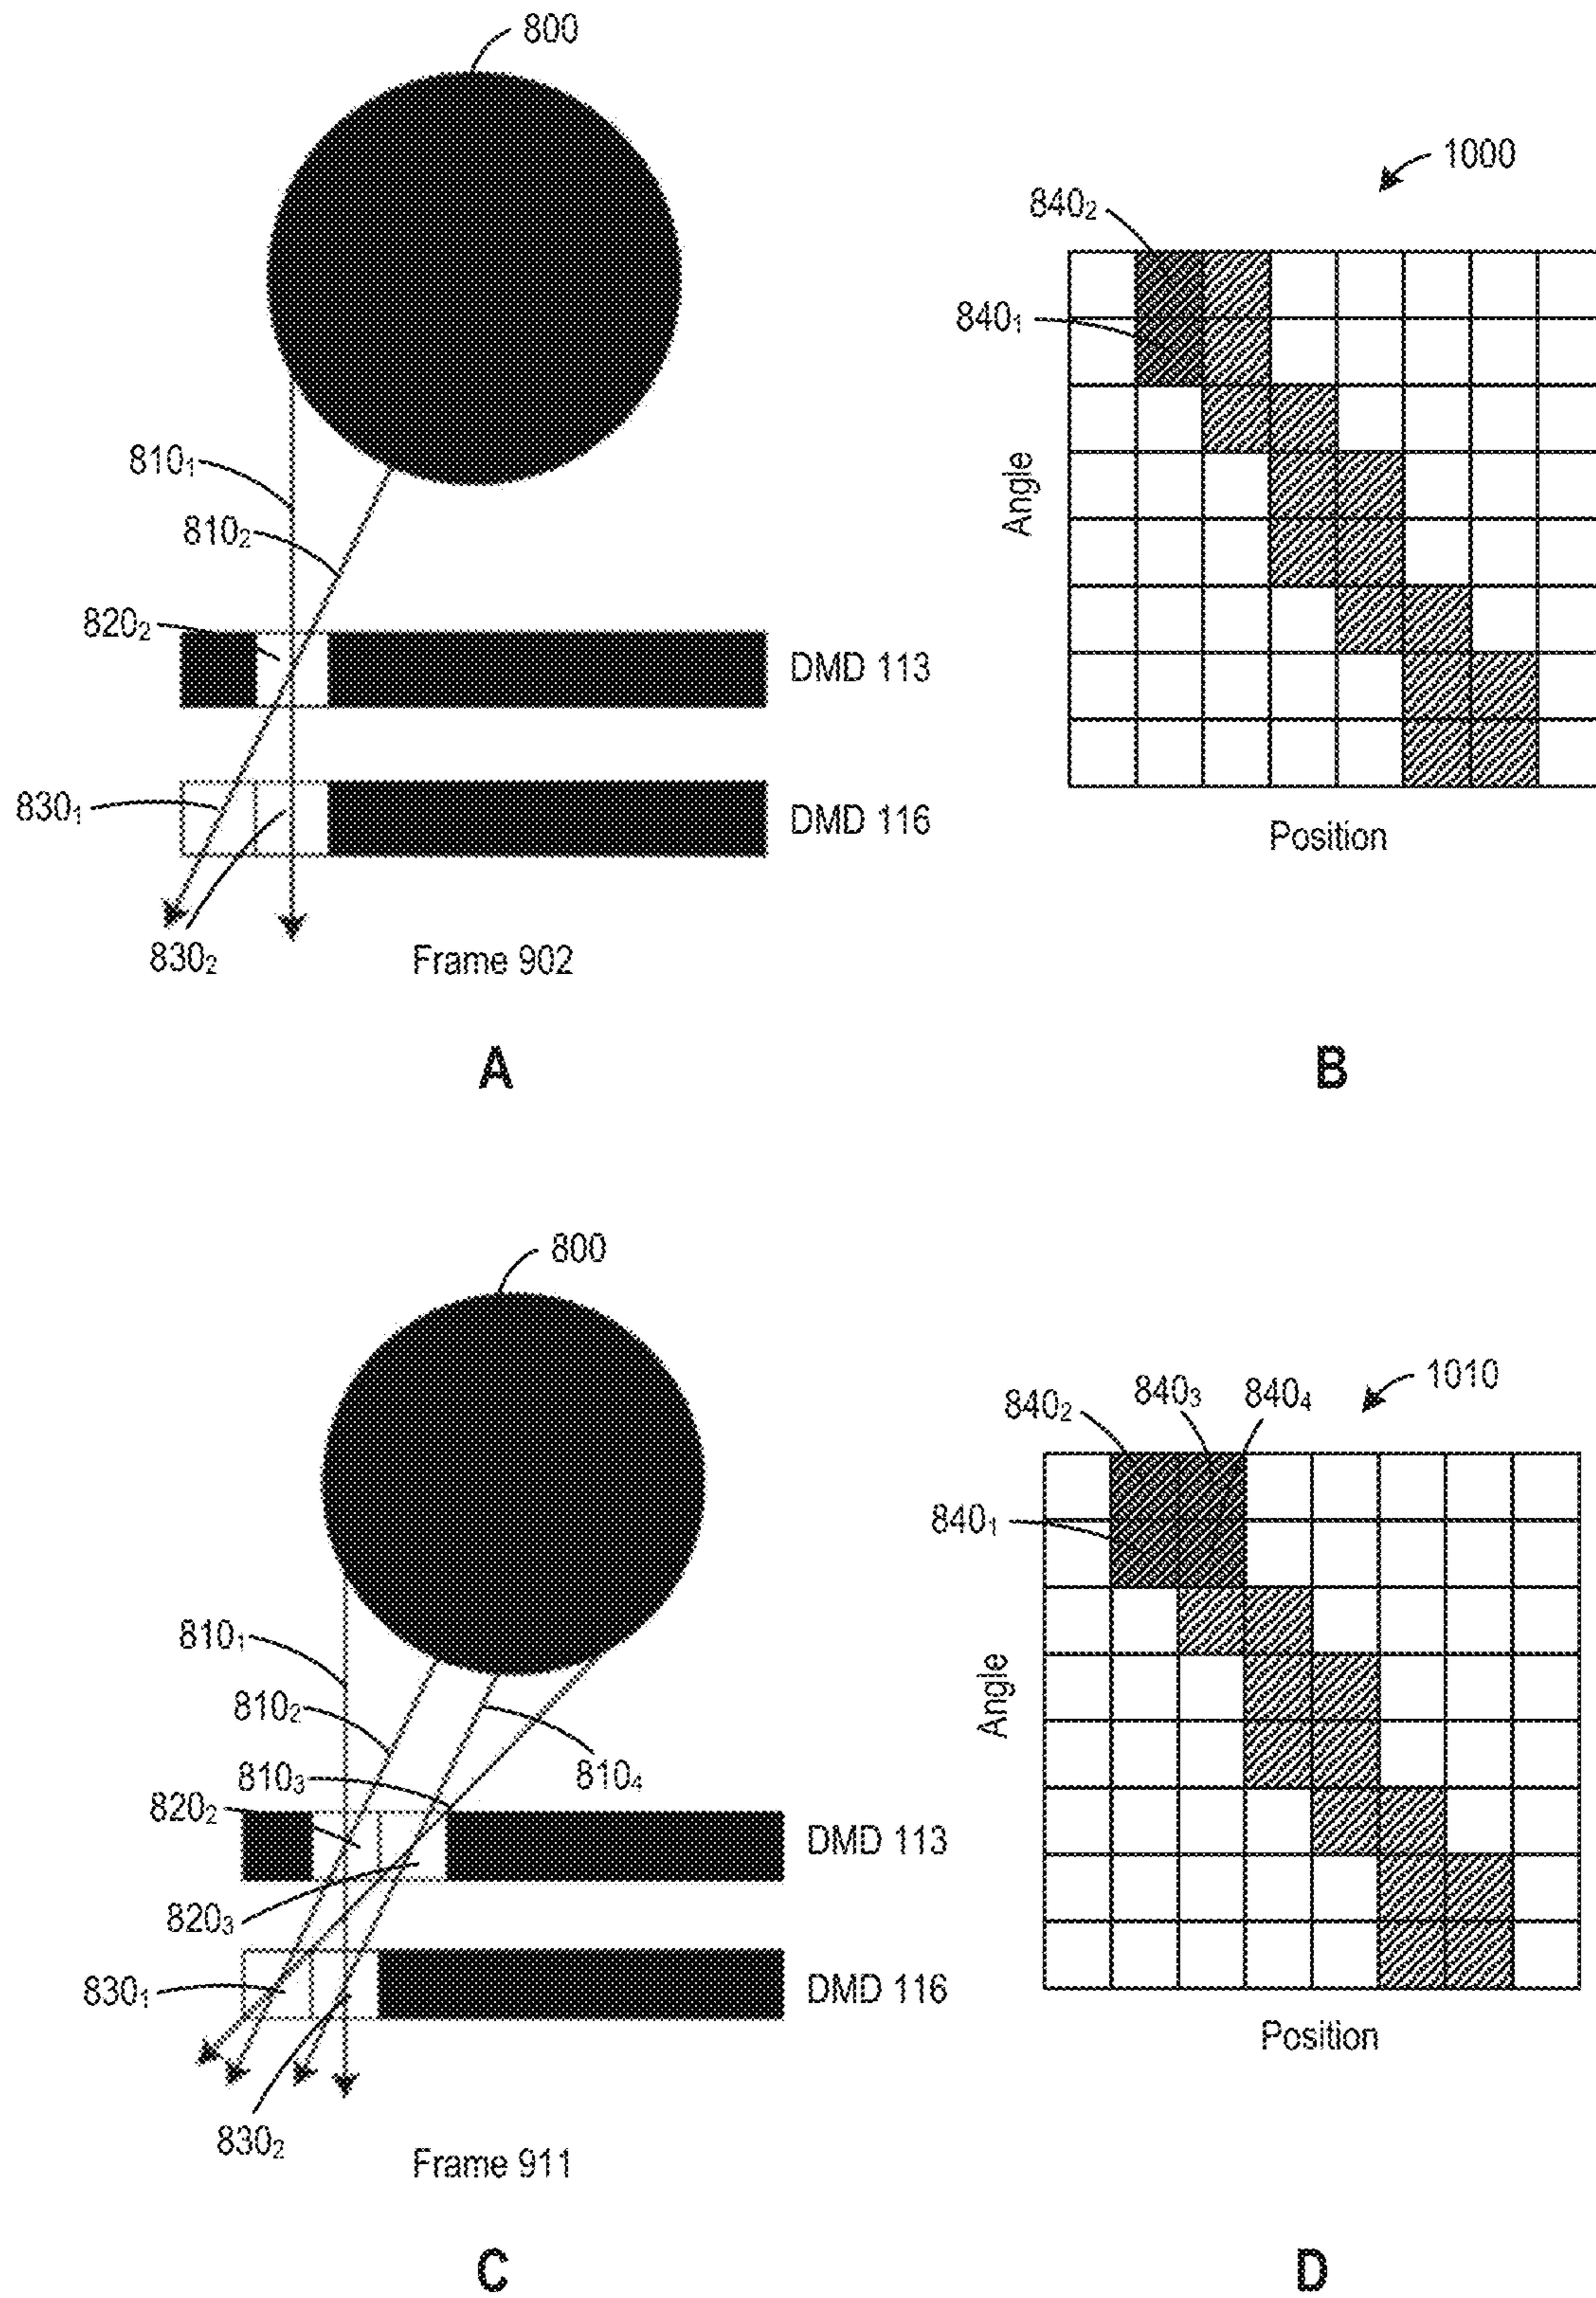 800
1000
840₂
840₁
810₁
810₂
Angle
820₂
DMD 113
830₁
DMD 116
Position
830₂
Frame 902
A
B
800
1010
840₂
840₃
840₄
840₁
810₁
810₂
Angle
810₃
810₄
820₂
DMD 113
820₃
830₁
DMD 116
Position
830₂
Frame 911
C
D